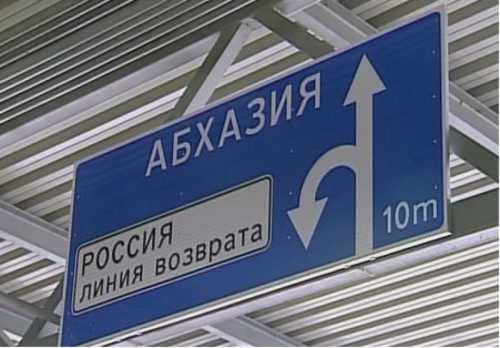 АБХАЗИЯ
РОССИЯ
линия возврата
10m